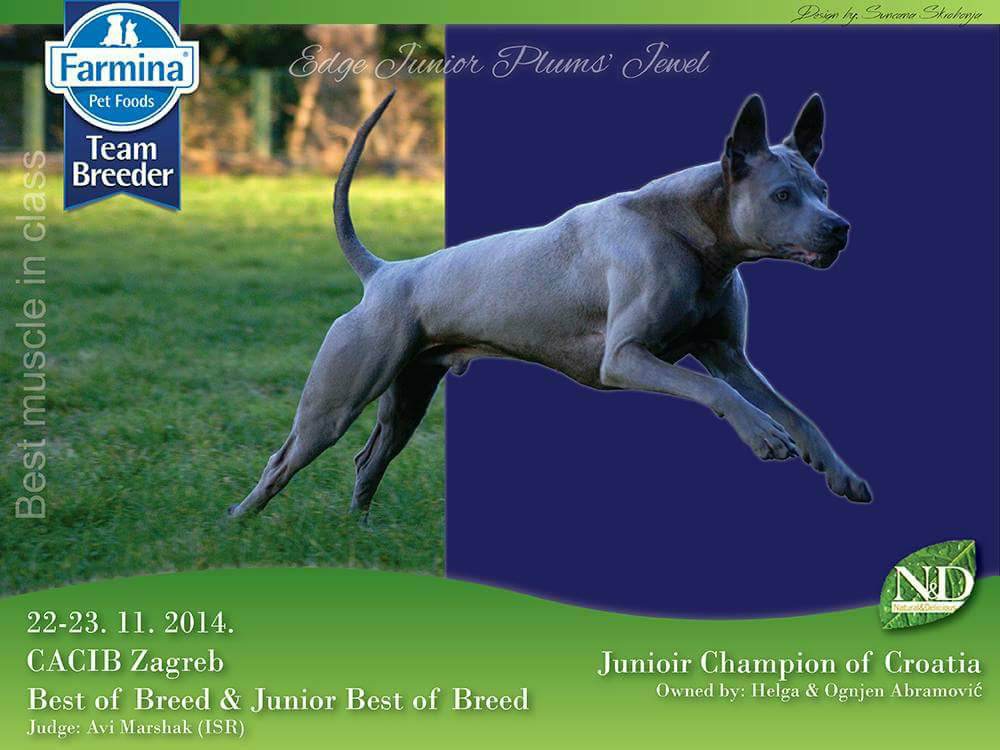 Design by: Suncana Skrobonja
Edge Junior Plums' Jewel
Farmina®
Pet Foods
Team
Breeder
Best muscle in class
22-23. 11. 2014.
CACIB Zagreb
Best of Breed & Junior Best of Breed
Judge: Avi Marshak (ISR)
N&D
Natural&Delicious
Junioir Champion of Croatia
Owned by: Helga & Ognjen Abramović